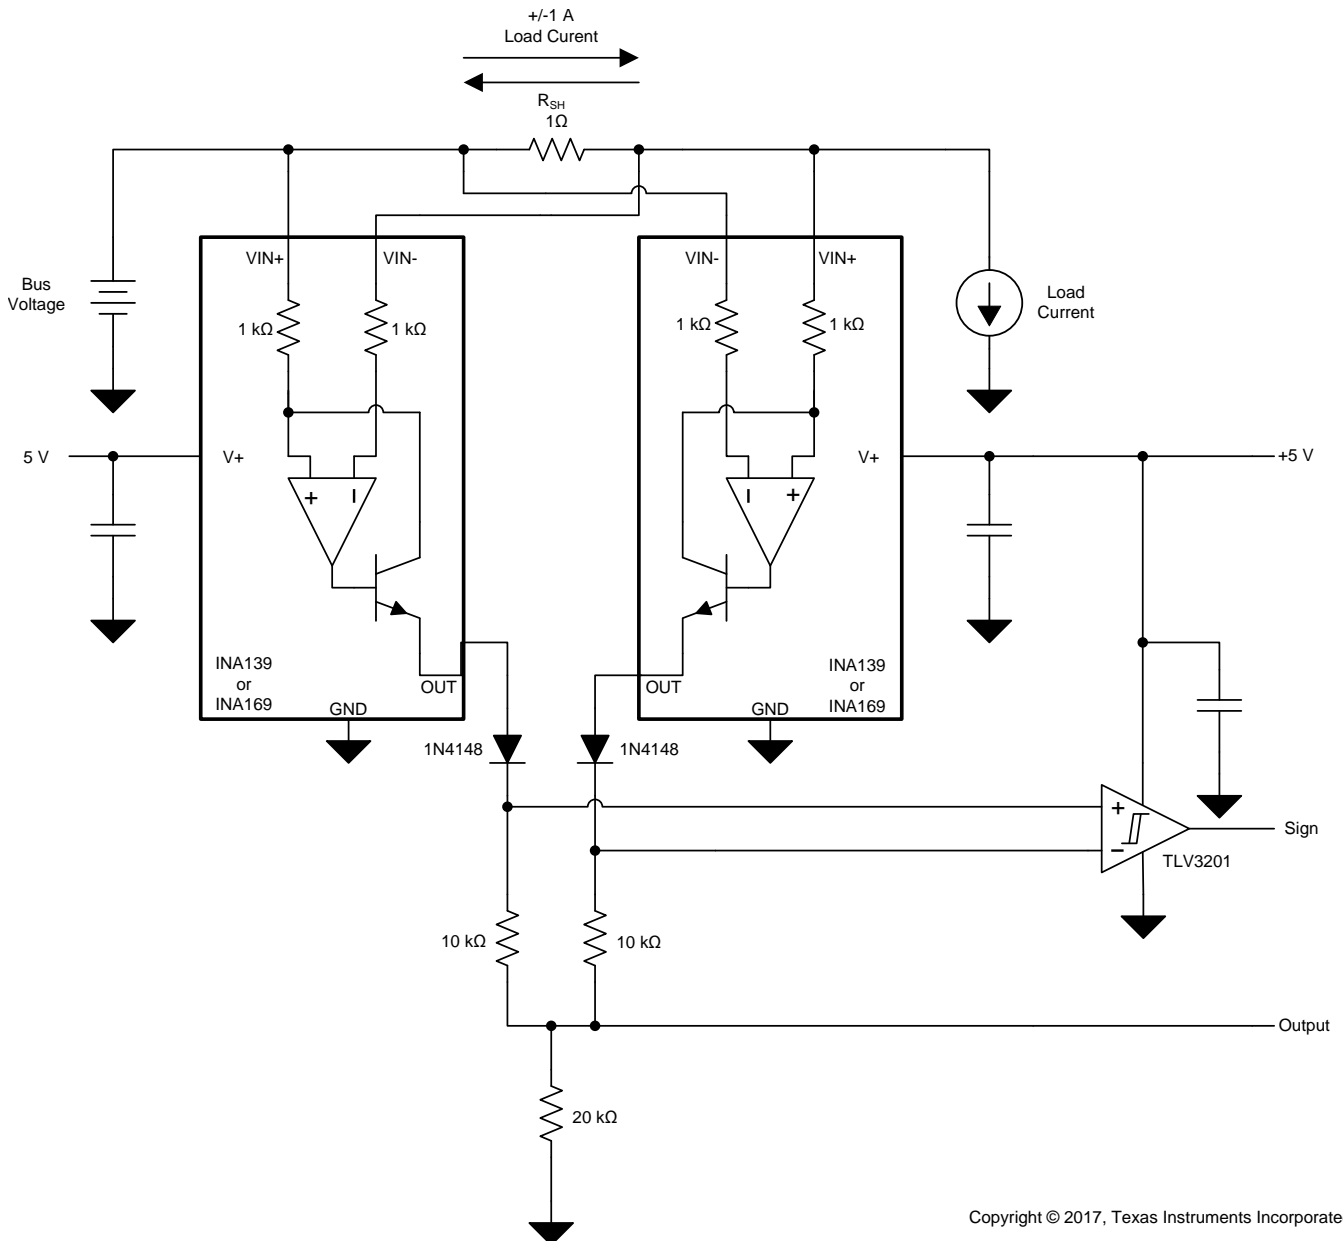 +/-1 A
Load Curent
RSH
1Ω
VIN+
VIN-
VIN-
VIN+
Bus
Voltage
1 kΩ
1 kΩ
1 kΩ
1 kΩ
Load
Current
5 V
V+
V+
+5 V
+
−
−
+
INA139
or
INA169
OUT
GND
OUT
GND
INA139
or
INA169
1N4148
1N4148
+
−
Sign
TLV3201
10 kΩ
10 kΩ
Output
20 kΩ
Copyright © 2017, Texas Instruments Incorporate